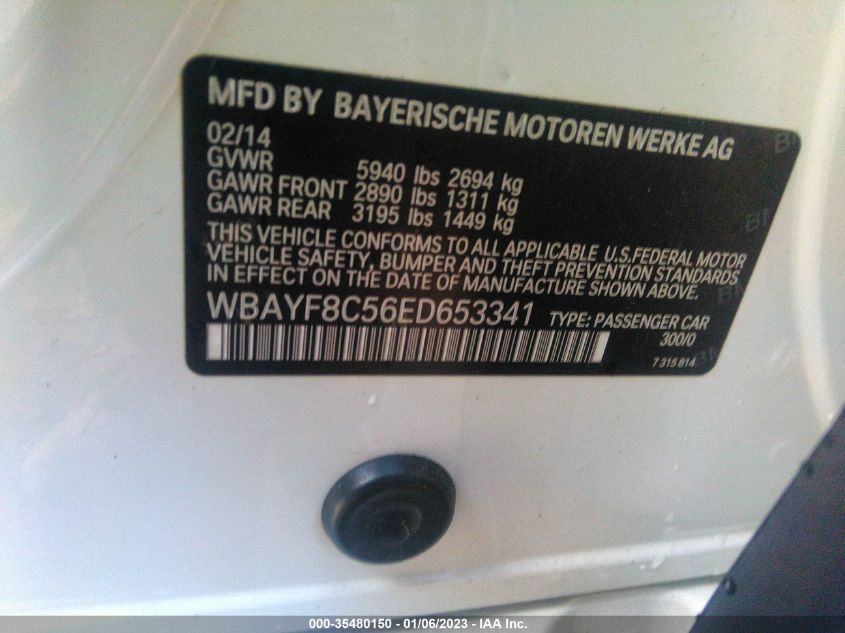 MFD BY BAYERISCHE MOTOREN WERKE AG
02/14
GVWR 5940 lbs 2694 kg
GAWR FRONT 2890 lbs 1311 kg
GAWR REAR 3195 lbs 1449 kg
THIS VEHICLE CONFORMS TO ALL APPLICABLE U.S.FEDERAL MOTOR
VEHICLE SAFETY, BUMPER AND THEFT PREVENTION STANDARDS
IN EFFECT ON THE DATE OF MANUFACTURE SHOWN ABOVE.
WBAYF8C56ED653341 TYPE: PASSENGER CAR
300/0
7315814
000-35480150 - 01/06/2023 - IAA Inc.